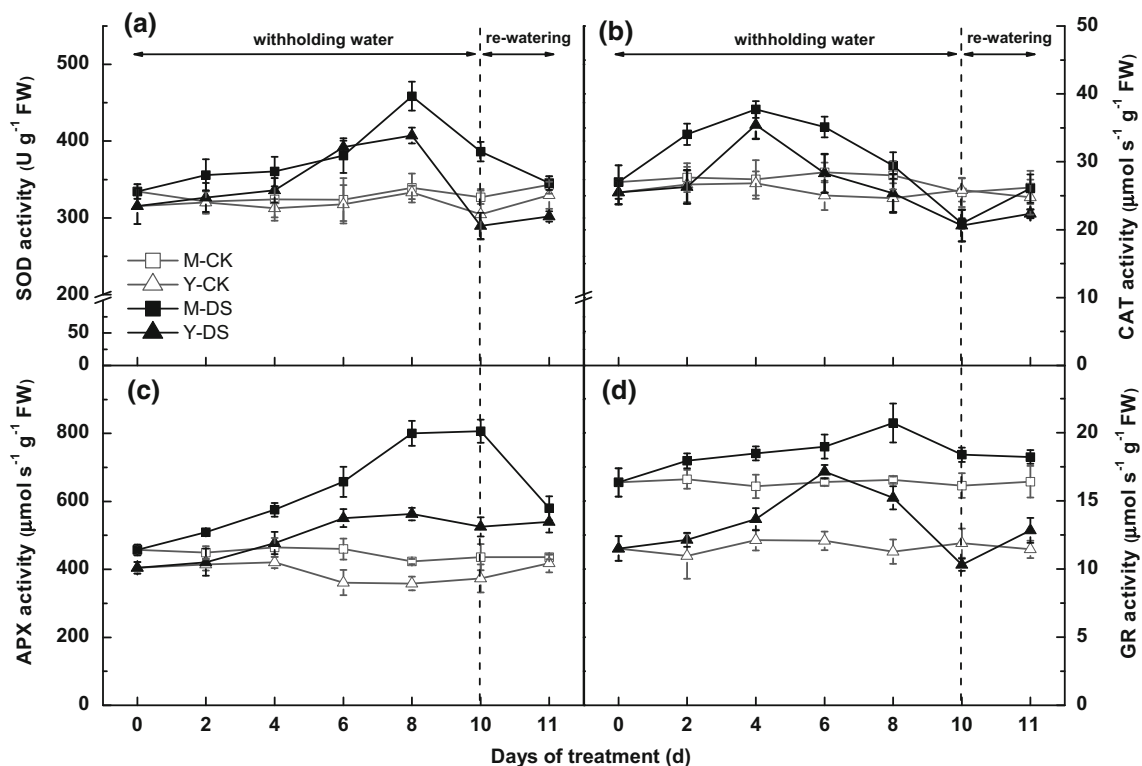 (a)
withholding water
re-watering
(b)
withholding water
re-watering
SOD activity (U g⁻¹ FW)
500
400
300
200
50
0
M-CK
Y-CK
M-DS
Y-DS
CAT activity (μmol s⁻¹ g⁻¹ FW)
50
40
30
20
10
0
(c)
APX activity (μmol s⁻¹ g⁻¹ FW)
800
600
400
200
0
(d)
GR activity (μmol s⁻¹ g⁻¹ FW)
20
15
10
5
0
0 2 4 6 8 10 11
0 2 4 6 8 10 11
Days of treatment (d)